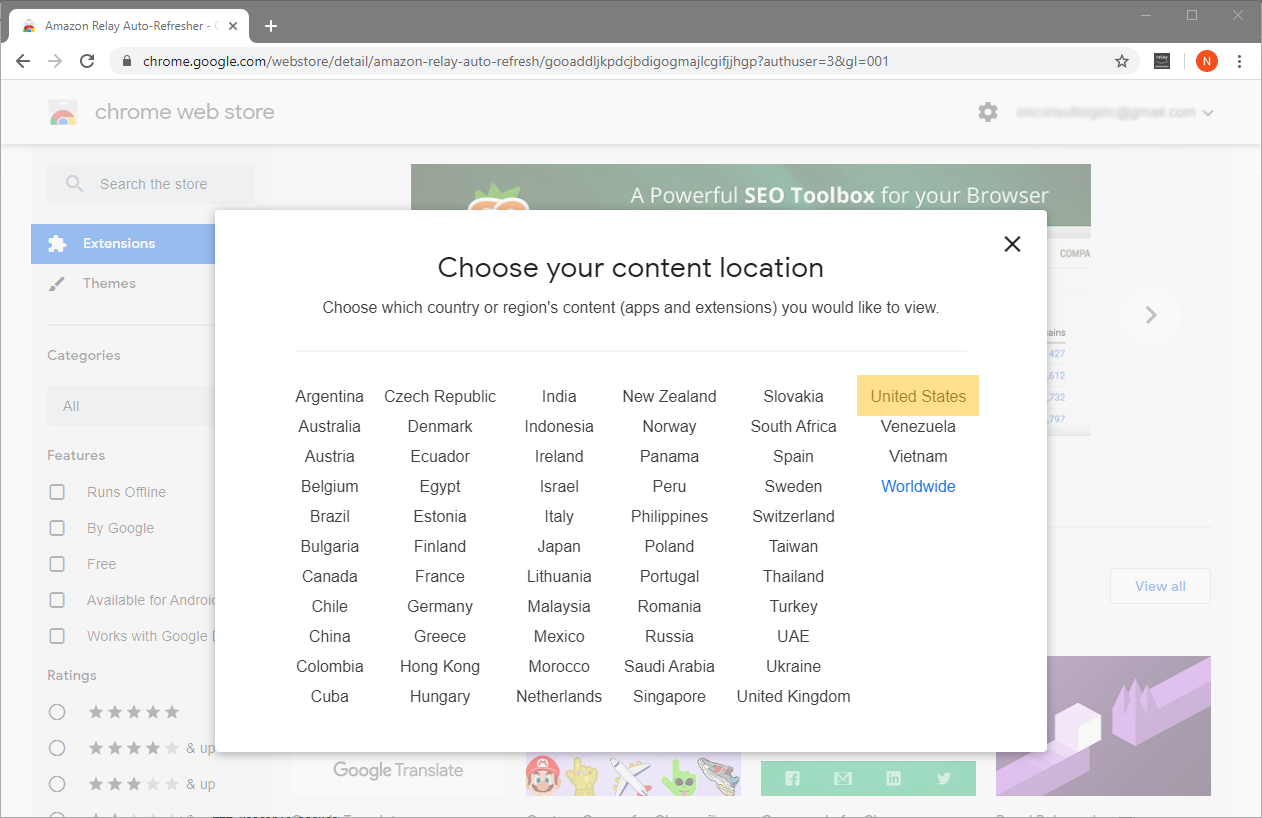 Amazon Relay Auto-Refresher -
chrome.google.com/webstore/detail/amazon-relay-auto-refresh/gooaddljkpdcjbdigogmajlcgifjjhgp?authuser=3&gl=001
relay
N
chrome web store
Search the store
A Powerful SEO Toolbox for your Browser
Extensions
Themes
Categories
All
Features
Runs Offline
By Google
Free
Available for Android
Works with Google
Ratings
& up
& up
COMPA
ains
427
,612
,732
,797
View all
Choose your content location
Choose which country or region's content (apps and extensions) you would like to view.
Argentina Czech Republic India New Zealand Slovakia United States
Australia Denmark Indonesia Norway South Africa Venezuela
Austria Ecuador Ireland Panama Spain Vietnam
Belgium Egypt Israel Peru Sweden Worldwide
Brazil Estonia Italy Philippines Switzerland
Bulgaria Finland Japan Poland Taiwan
Canada France Lithuania Portugal Thailand
Chile Germany Malaysia Romania Turkey
China Greece Mexico Russia UAE
Colombia Hong Kong Morocco Saudi Arabia Ukraine
Cuba Hungary Netherlands Singapore United Kingdom
Google Translate